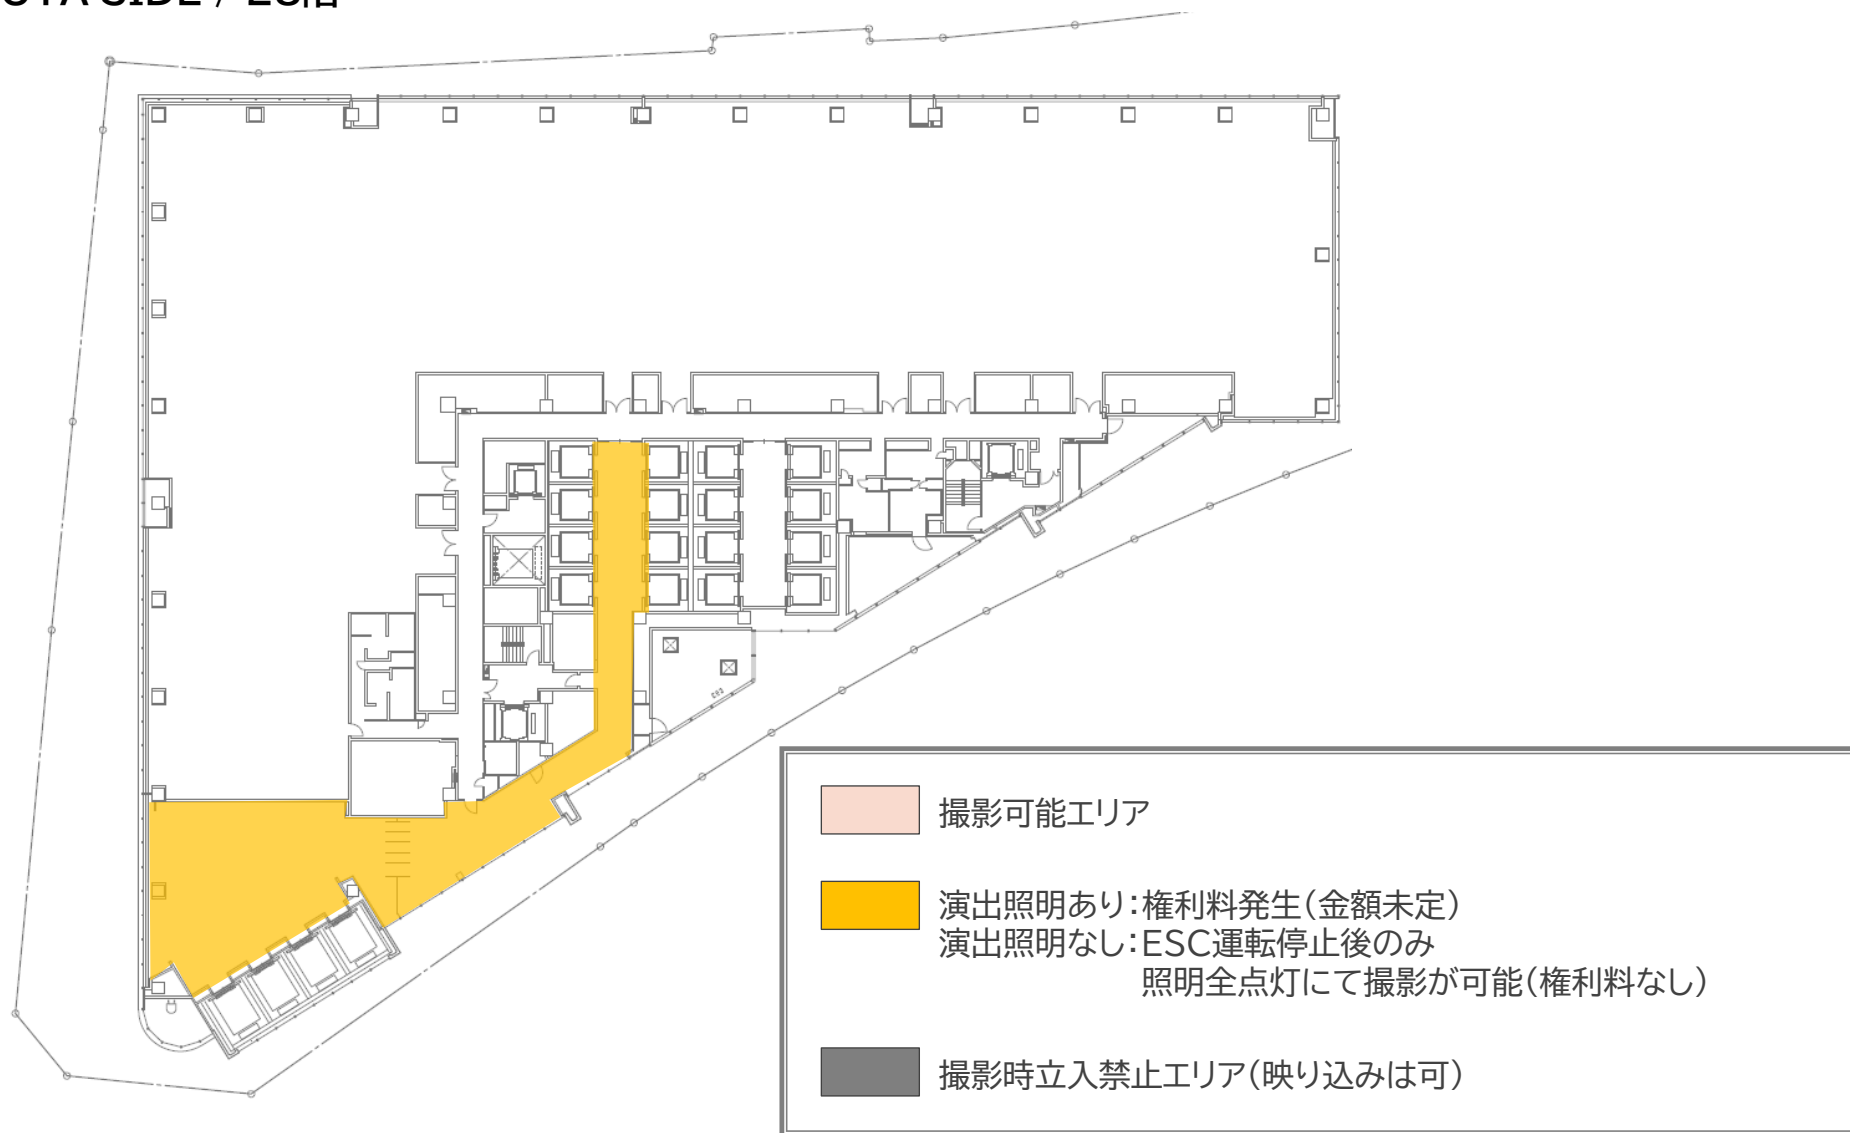 SIDE /
撮影可能エリア
演出照明あり：権利料発生（金額未定）
演出照明なし：ESC運転停止後のみ
照明全点灯にて撮影が可能（権利料なし）
撮影時立入禁止エリア（映り込みは可）